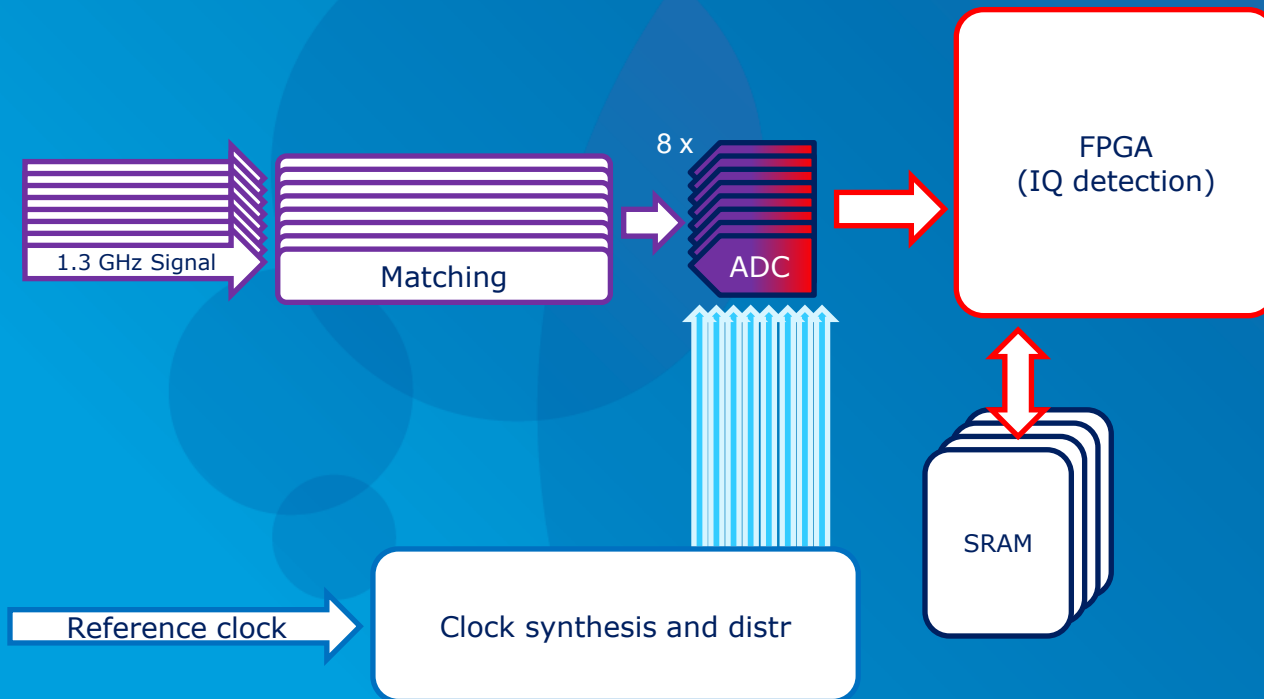 8 x
FPGA
(IQ detection)
1.3 GHz Signal
Matching
ADC
SRAM
Reference clock
Clock synthesis and distr